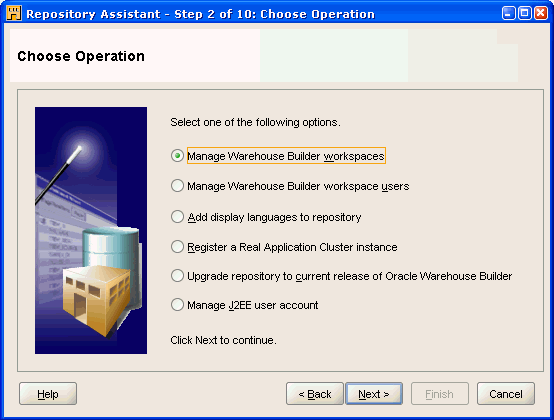 Repository Assistant - Step 2 of 10: Choose Operation
Choose Operation
Select one of the following options.
Manage Warehouse Builder workspaces
Manage Warehouse Builder workspace users
Add display languages to repository
Register a Real Application Cluster instance
Upgrade repository to current release of Oracle Warehouse Builder
Manage J2EE user account
Click Next to continue.
Help
< Back
Next >
Finish
Cancel